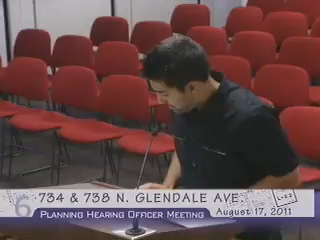 734 & 738 N. GLENDALE AVE.
6 PLANNING HEARING OFFICER MEETING August 17, 2011